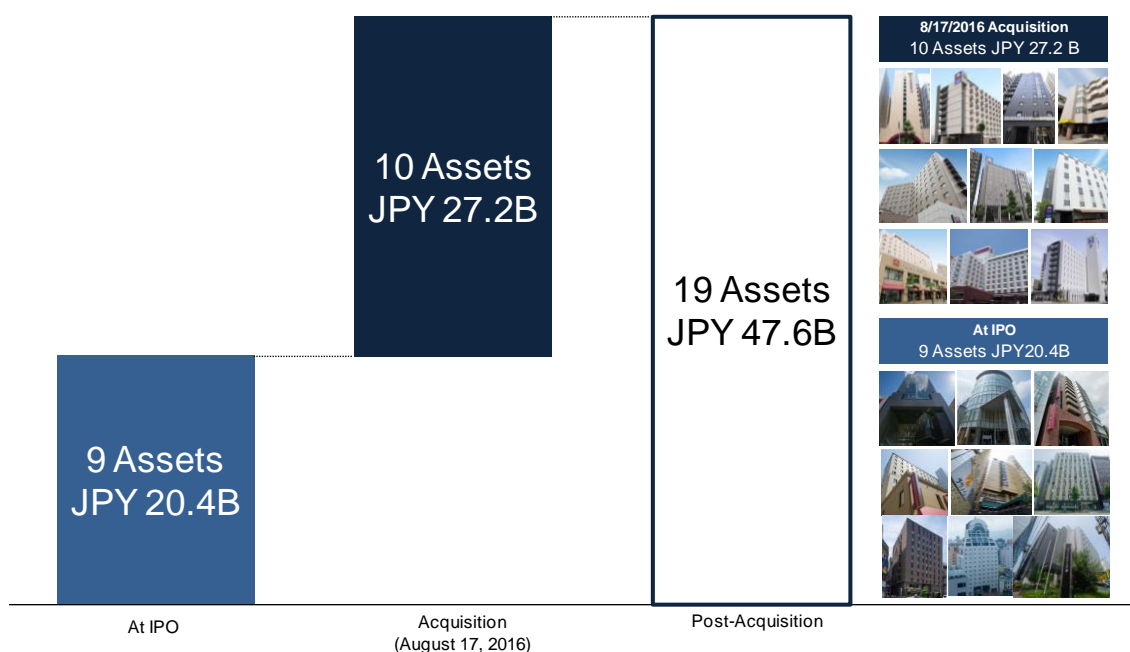 10 Assets
JPY 27.2B
9 Assets
JPY 20.4B
19 Assets
JPY 47.6B
At IPO
Acquisition
(August 17, 2016)
Post-Acquisition
8/17/2016 Acquisition
10 Assets JPY 27.2 B
At IPO
9 Assets JPY20.4B